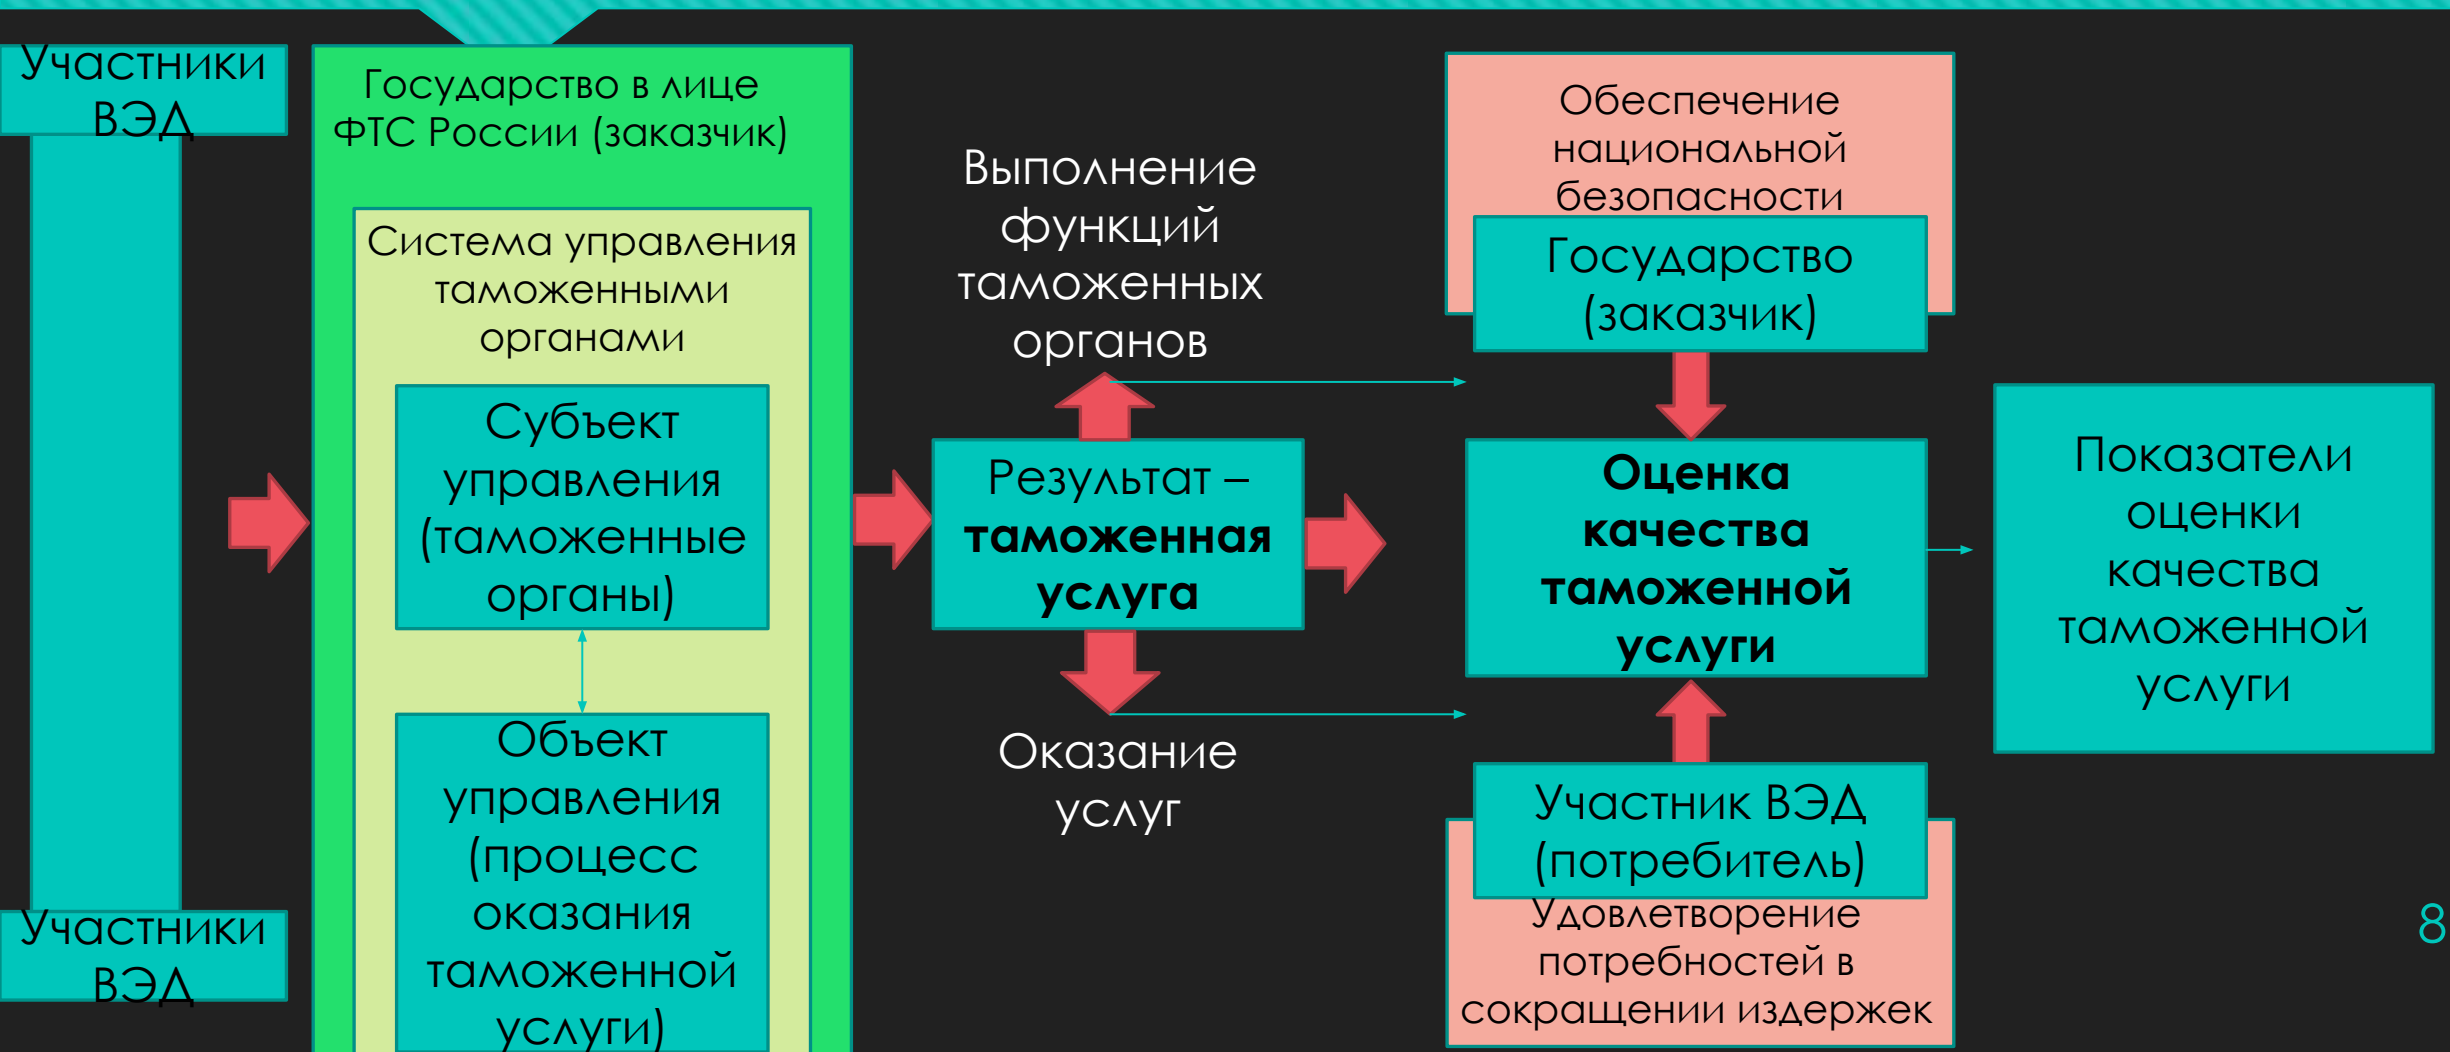 Участники
ВЭД
Участники
ВЭД
Государство в лице
ФТС России (заказчик)
Система управления
таможенными
органами
Субъект
управления
(таможенные
органы)
Объект
управления
(процесс
оказания
таможенной
услуги)
Выполнение
функций
таможенных
органов
Результат –
таможенная
услуга
Оказание
услуг
Обеспечение
национальной
безопасности
Государство
(заказчик)
Оценка
качества
таможенной
услуги
Участник ВЭД
(потребитель)
Удовлетворение
потребностей в
сокращении издержек
Показатели
оценки
качества
таможенной
услуги
8